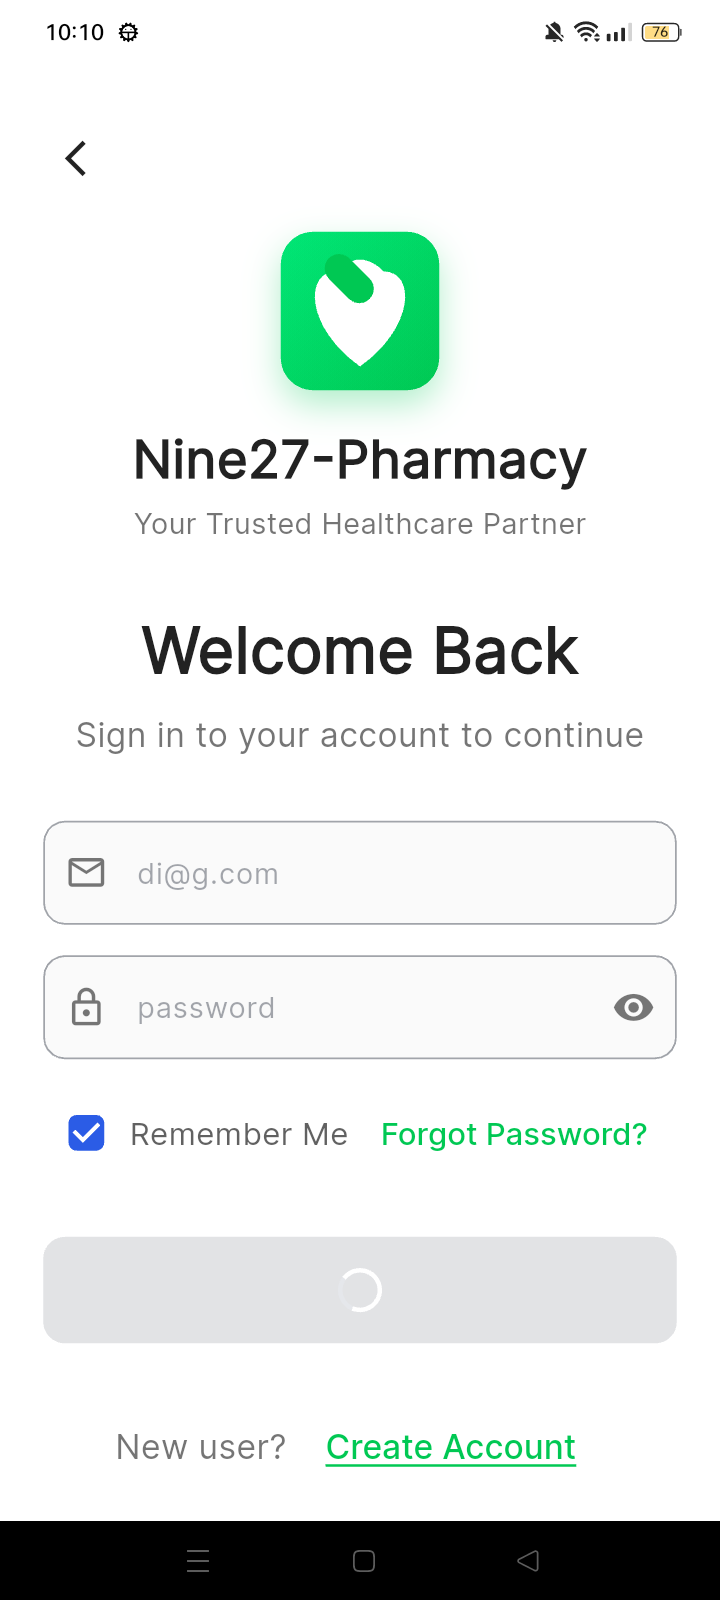 10:10
76
Nine27-Pharmacy
Your Trusted Healthcare Partner
Welcome Back
Sign in to your account to continue
di@g.com
password
Remember Me Forgot Password?
New user? Create Account